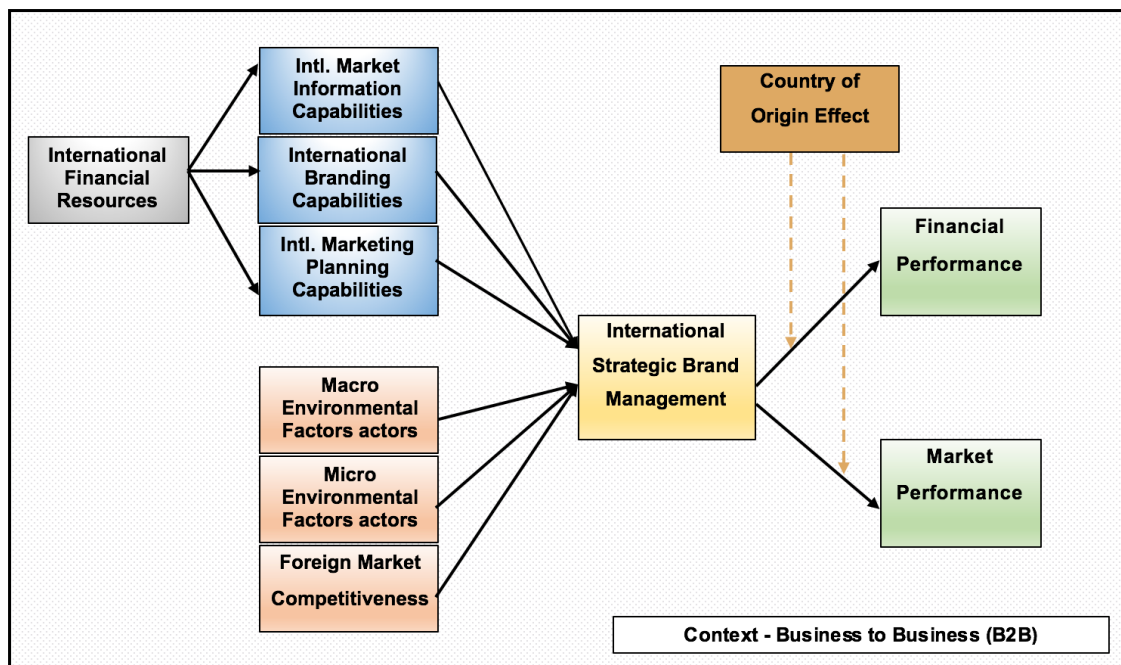 International
Financial
Resources
Intl. Market
Information
Capabilities
International
Branding
Capabilities
Intl. Marketing
Planning
Capabilities
Macro
Environmental
Factors actors
Micro
Environmental
Factors actors
Foreign Market
Competitiveness
International
Strategic Brand
Management
Country of
Origin Effect
Financial
Performance
Market
Performance
Context - Business to Business (B2B)